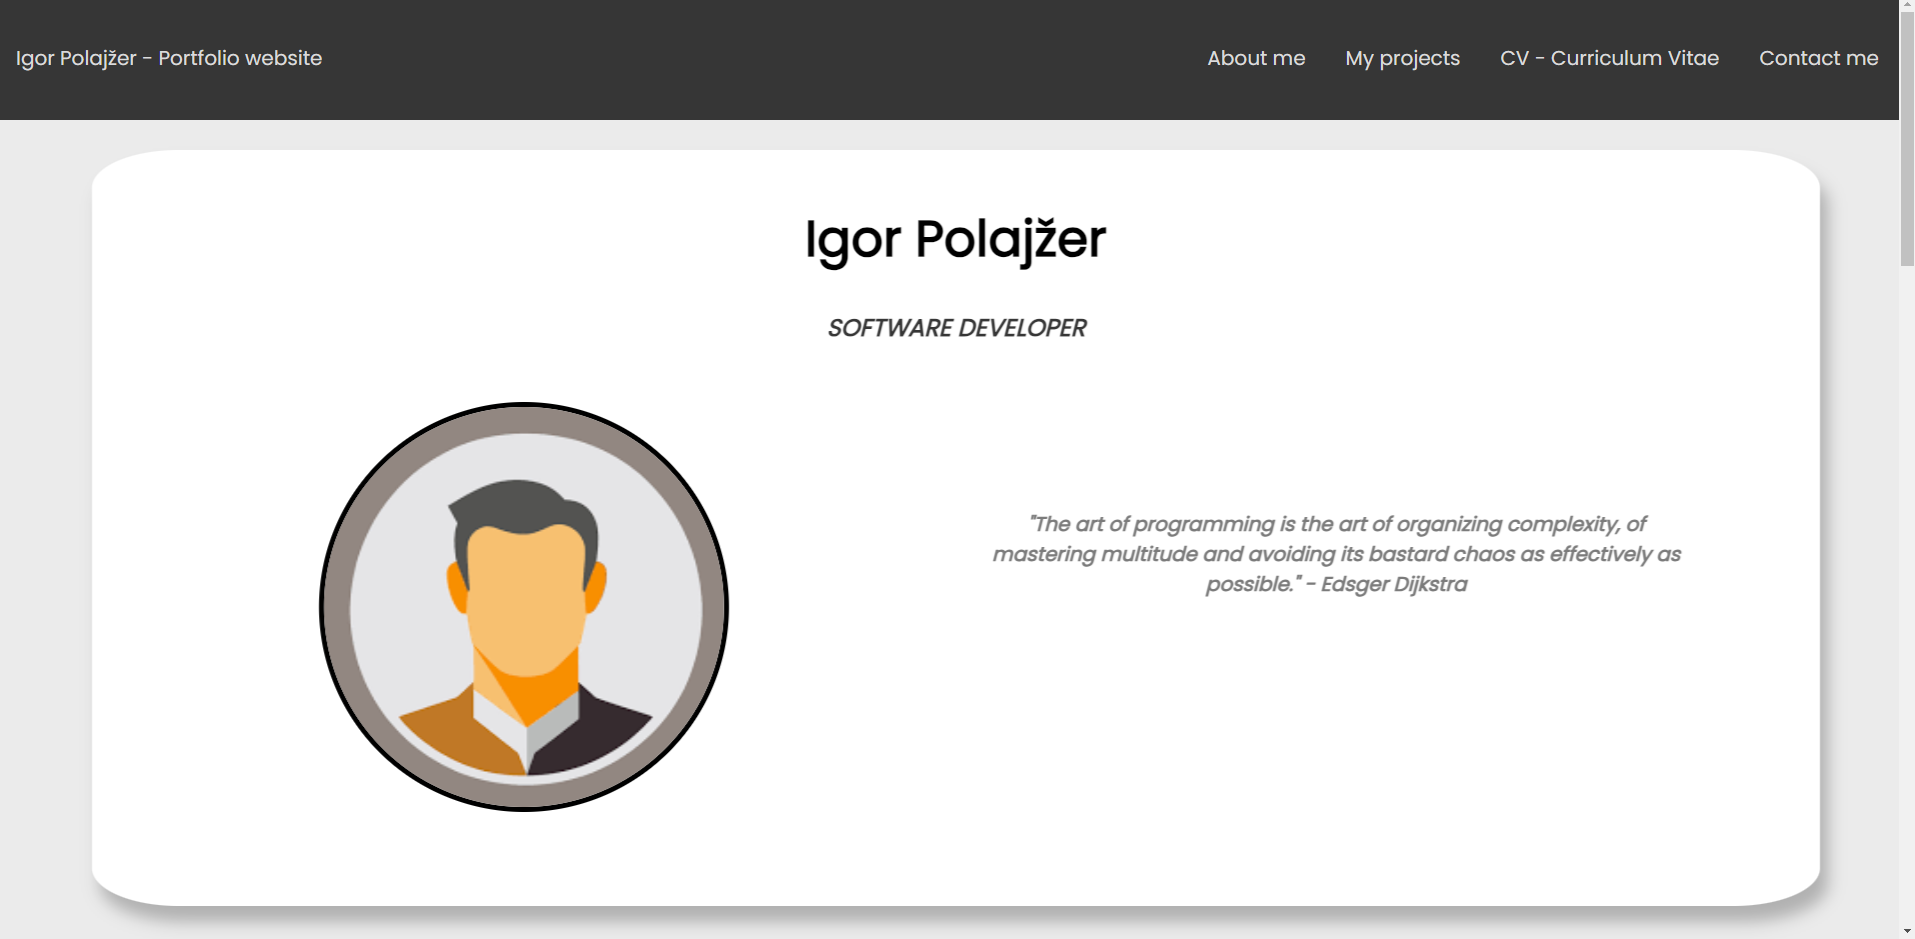 Igor Polajžer - Portfolio website
About me
My projects
CV - Curriculum Vitae
Contact me
Igor Polajžer
SOFTWARE DEVELOPER
"The art of programming is the art of organizing complexity, of
mastering multitude and avoiding its bastard chaos as effectively as
possible." - Edsger Dijkstra